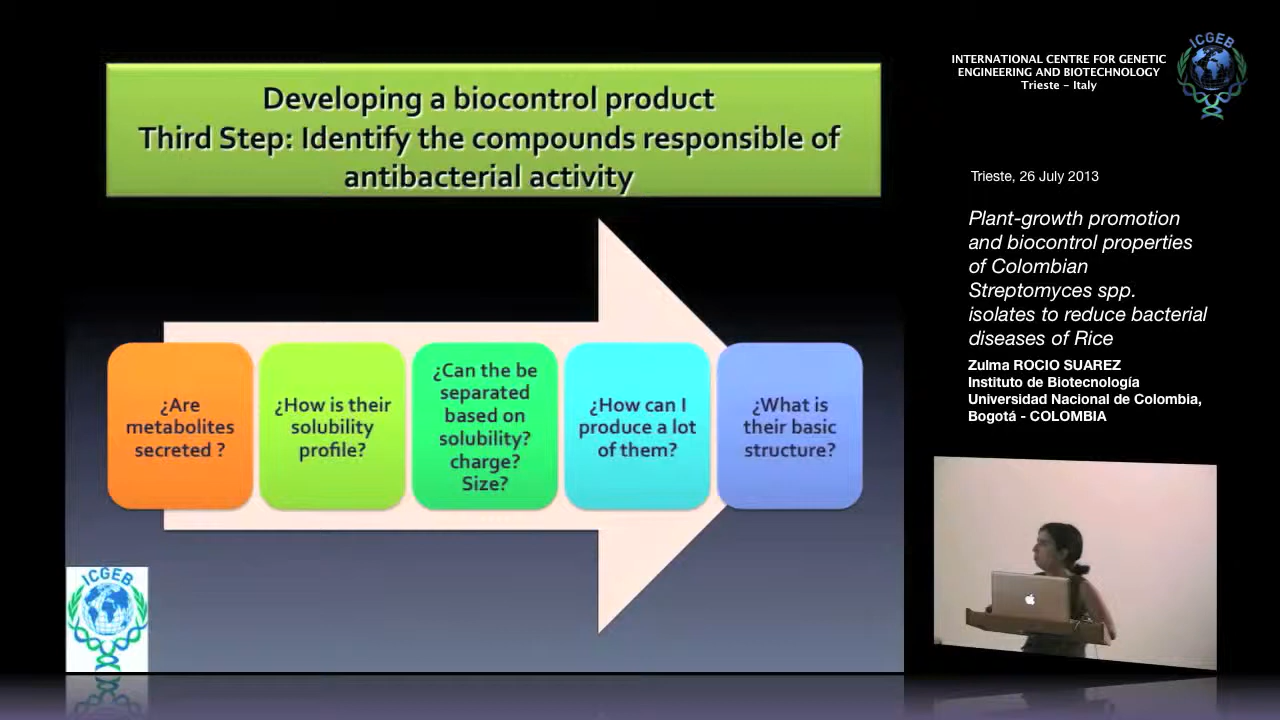 Developing a biocontrol product
Third Step: Identify the compounds responsible of
antibacterial activity
¿Are
metabolites
secreted ?
¿How is their
solubility
profile?
¿Can the be
separated
based on
solubility?
charge?
Size?
¿How can I
produce a lot
of them?
¿What is
their basic
structure?
ICGEB
INTERNATIONAL CENTRE FOR GENETIC
ENGINEERING AND BIOTECHNOLOGY
Trieste - Italy
ICGEB
Trieste, 26 July 2013
Plant-growth promotion
and biocontrol properties
of Colombian
Streptomyces spp.
isolates to reduce bacterial
diseases of Rice
Zulma ROCIO SUAREZ
Instituto de Biotecnología
Universidad Nacional de Colombia,
Bogotá - COLOMBIA